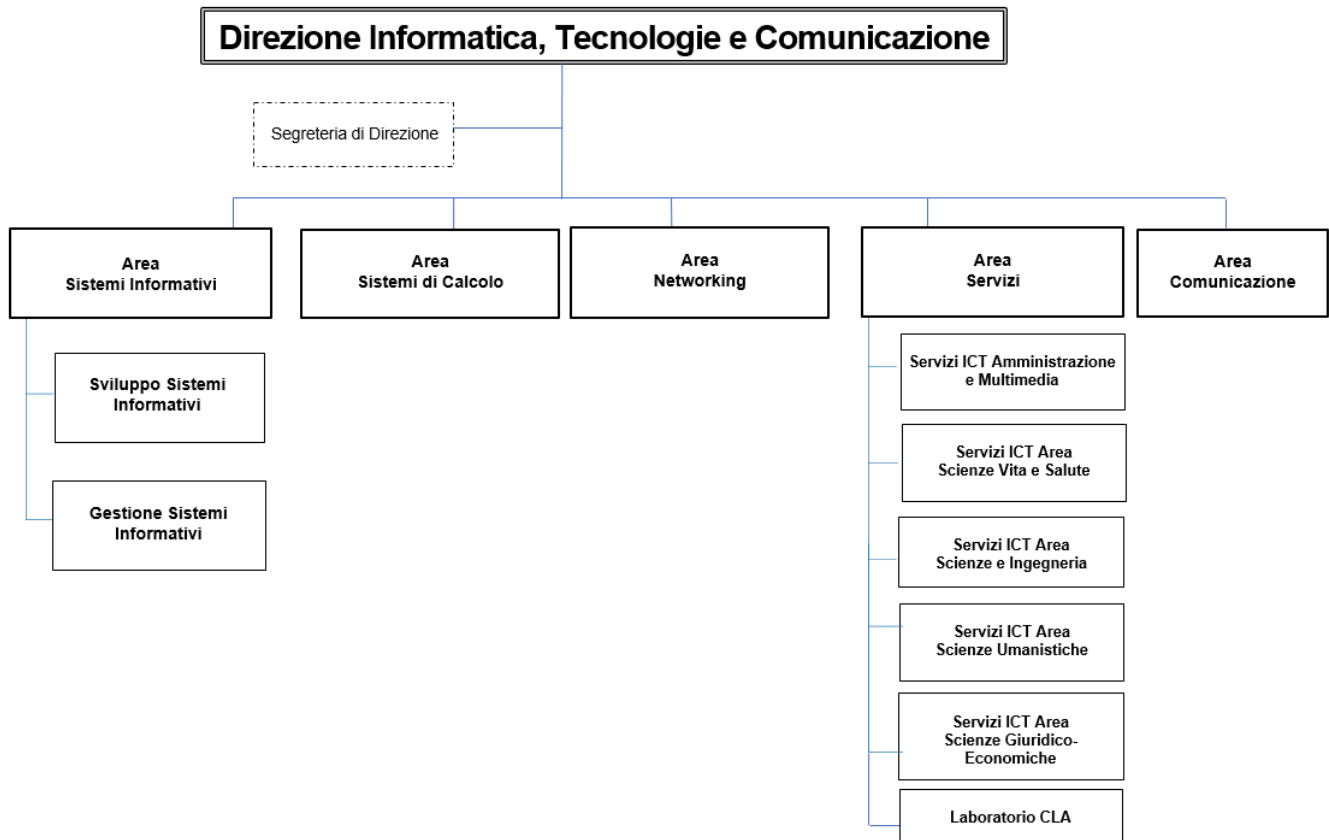 Direzione Informatica, Tecnologie e Comunicazione
Segreteria di Direzione
Area
Sistemi Informativi
Area
Sistemi di Calcolo
Area
Networking
Area
Servizi
Area
Comunicazione
Sviluppo Sistemi
Informativi
Gestione Sistemi
Informativi
Servizi ICT Amministrazione
e Multimedia
Servizi ICT Area
Scienze Vita e Salute
Servizi ICT Area
Scienze e Ingegneria
Servizi ICT Area
Scienze Umanistiche
Servizi ICT Area
Scienze Giuridico-
Economiche
Laboratorio CLA